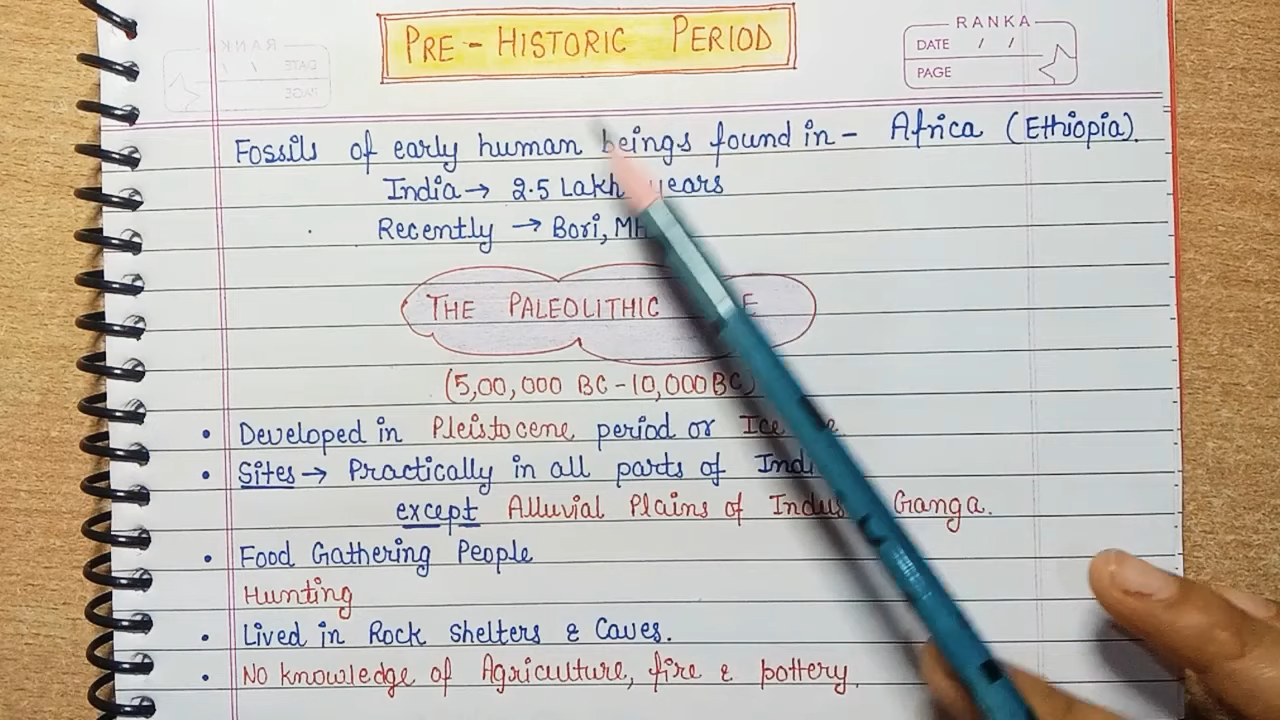 PRE-HISTORIC PERIOD
RANKA
DATE / /
PAGE
Fossils of early human beings found in - Africa (Ethiopia).
India → 2.5 Lakh years
Recently → Bori, MH
THE PALEOLITHIC
(5,00,000 BC - 10,000 BC)
• Developed in Pleistocene period or Ice
• Sites → Practically in all parts of
except Alluvial Plains of Indus Ganga.
• Food Gathering People
Hunting
• Lived in Rock Shelters & Caves.
• No knowledge of Agriculture, fire & pottery.